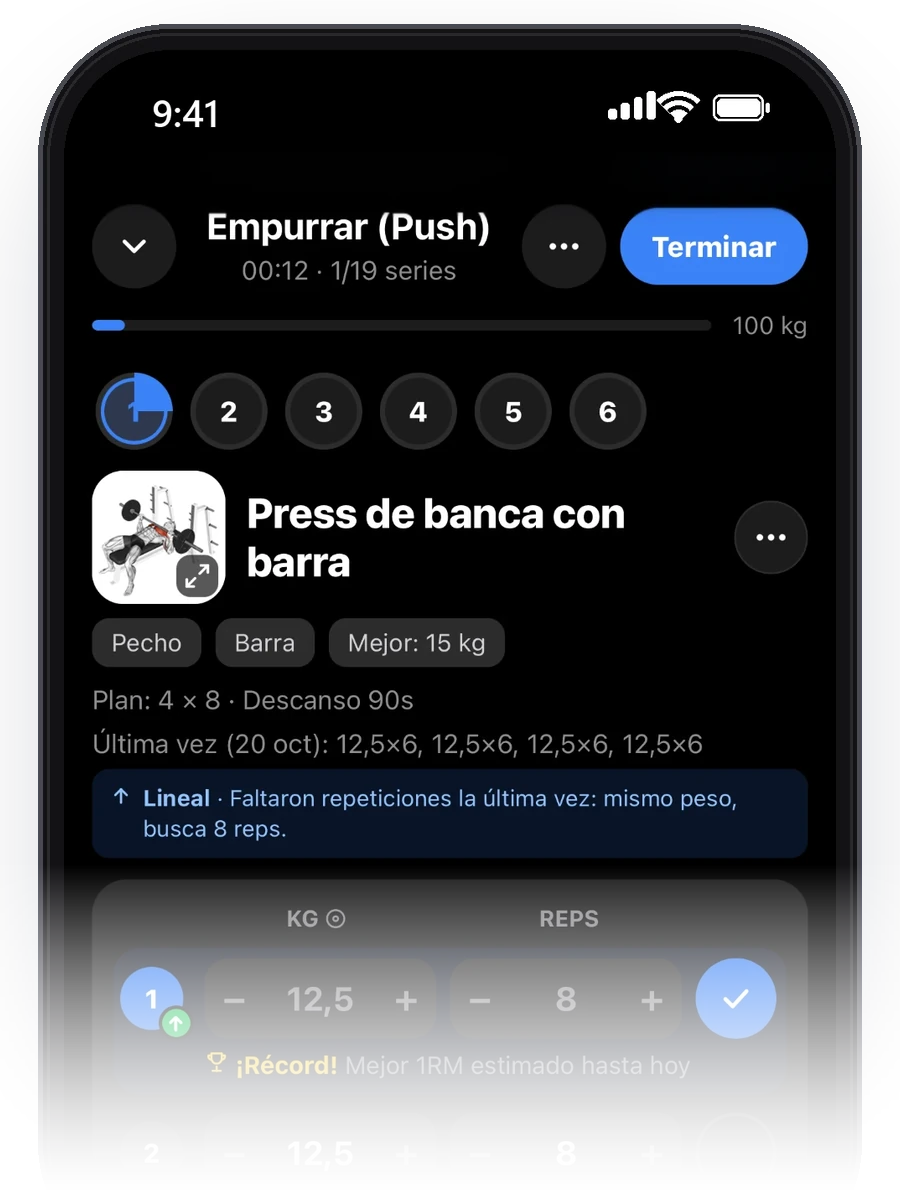 9:41
Empurrar (Push)
00:12 · 1/19 series
Terminar
100 kg
1 2 3 4 5 6
Press de banca con
barra
Pecho Barra Mejor: 15 kg
Plan: 4 × 8 · Descanso 90s
Última vez (20 oct): 12,5×6, 12,5×6, 12,5×6, 12,5×6
↑ Lineal · Faltaron repeticiones la última vez: mismo peso,
busca 8 reps.
KG REPS
1 − 12,5 + − 8 +
¡Récord! Mejor 1RM estimado hasta hoy
2 − 12,5 + − 8 +